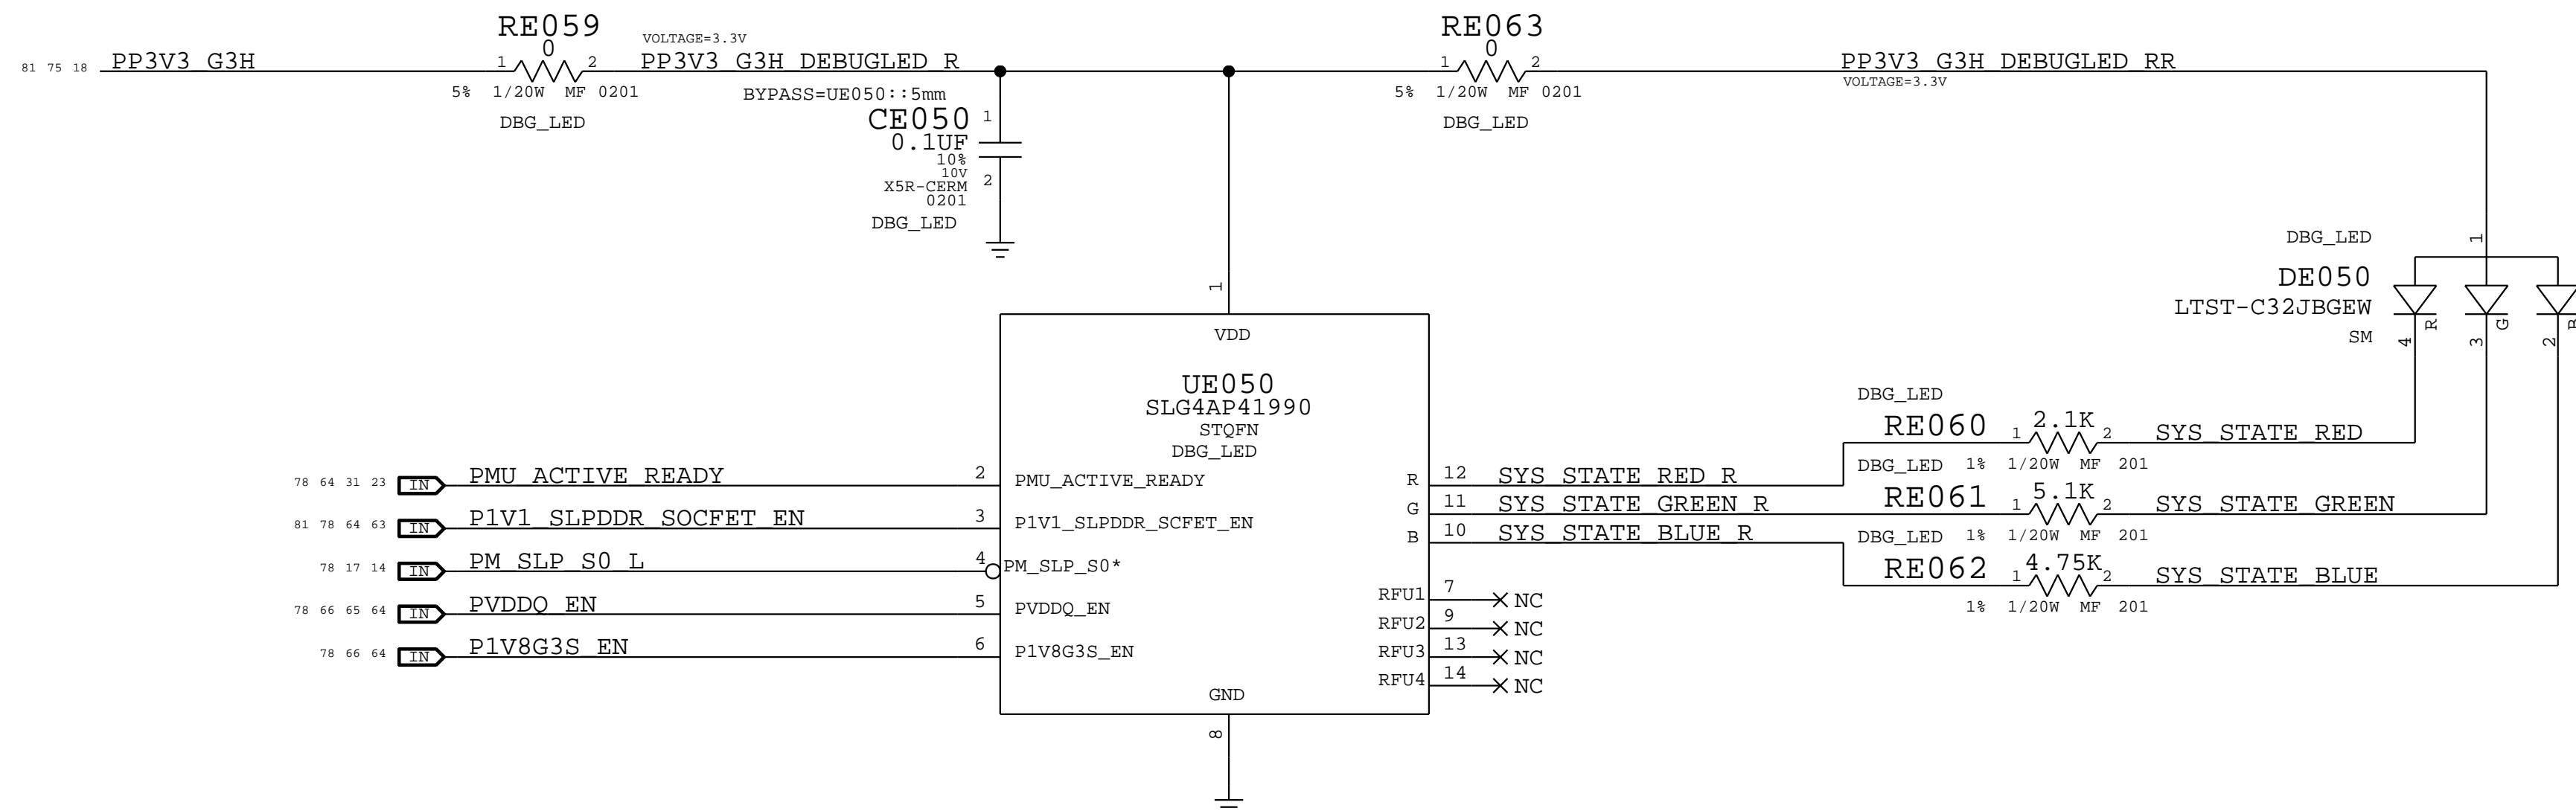 RE059
0
81 75 18 PP3V3_G3H 1 2
VOLTAGE=3.3V
PP3V3_G3H_DEBUGLED_R
5% 1/20W MF 0201
DBG_LED
BYPASS=UE050::5mm
CE050 1
0.1UF
10%
10V
X5R-CERM 2
0201
DBG_LED
RE063
0
1 2
5% 1/20W MF 0201
DBG_LED
PP3V3_G3H_DEBUGLED_RR
VOLTAGE=3.3V
DBG_LED 1
DE050
LTST-C32JBGEW
SM
R G B
4 3 2
1
VDD
UE050
SLG4AP41990
STQFN
DBG_LED
78 64 31 23 IN PMU_ACTIVE_READY 2 PMU_ACTIVE_READY
81 78 64 63 IN P1V1_SLPDDR_SOCFET_EN 3 P1V1_SLPDDR_SCFET_EN
78 17 14 IN PM_SLP_S0_L 4 PM_SLP_S0*
78 66 65 64 IN PVDDQ_EN 5 PVDDQ_EN
78 66 64 IN P1V8G3S_EN 6 P1V8G3S_EN
R 12 SYS_STATE_RED_R
G 11 SYS_STATE_GREEN_R
B 10 SYS_STATE_BLUE_R
RFU1 7 NC
RFU2 9 NC
RFU3 13 NC
RFU4 14 NC
GND
8
DBG_LED
RE060 1 2.1K 2 SYS_STATE_RED
DBG_LED 1% 1/20W MF 201
RE061 1 5.1K 2 SYS_STATE_GREEN
DBG_LED 1% 1/20W MF 201
RE062 1 4.75K 2 SYS_STATE_BLUE
1% 1/20W MF 201